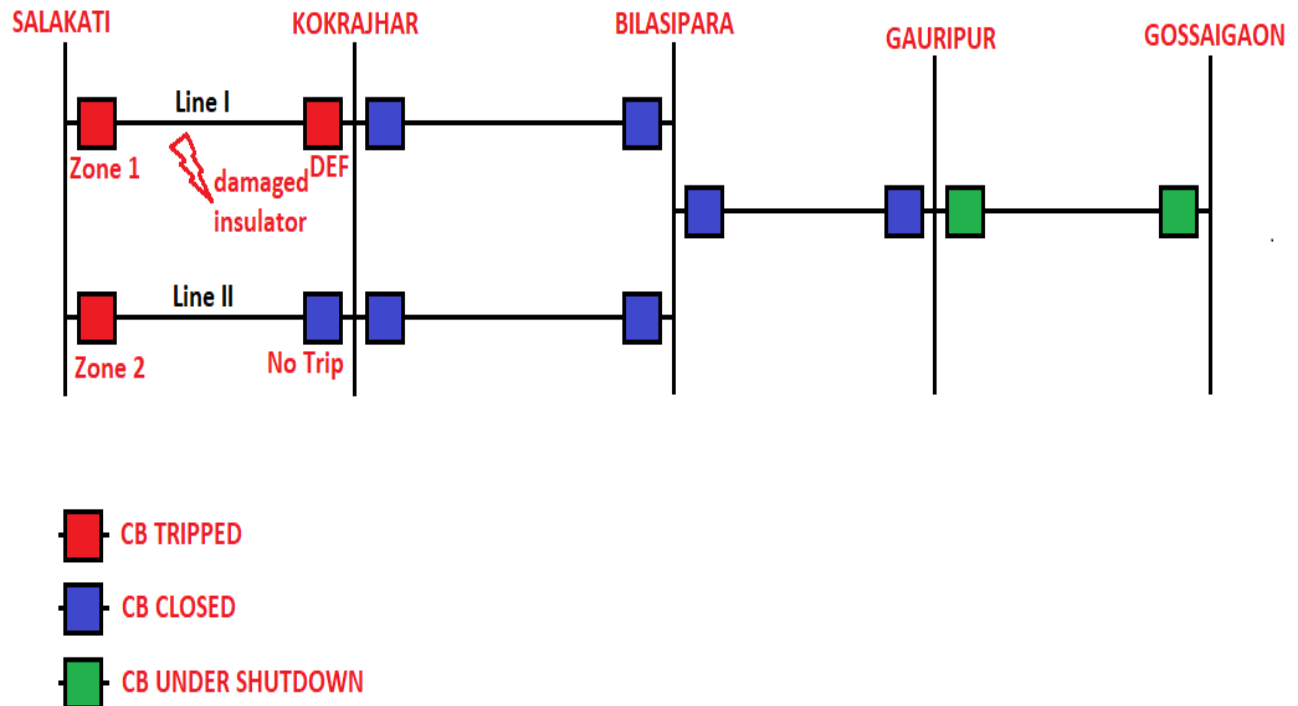 SALAKATI
KOKRAJHAR
BILASIPARA
GAURIPUR
GOSSAIGAON
Line I
Zone 1
DEF
damaged
insulator
Line II
Zone 2
No Trip
CB TRIPPED
CB CLOSED
CB UNDER SHUTDOWN